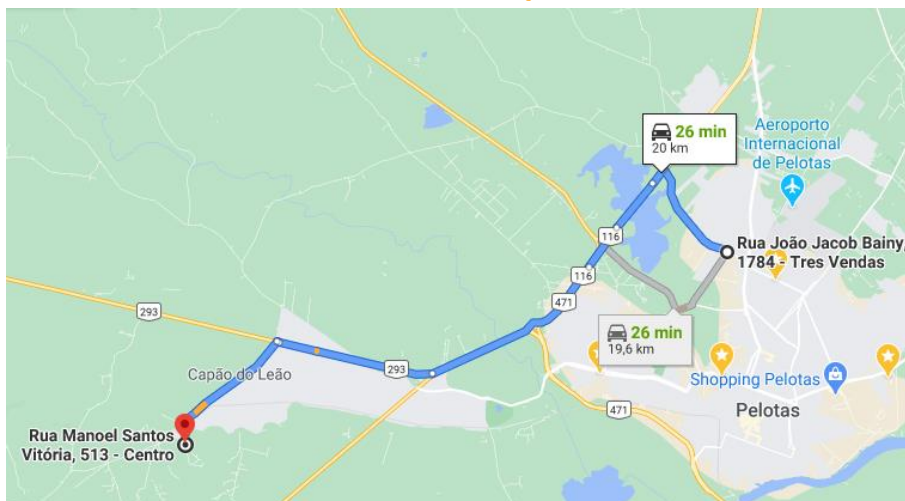 26 min
20 km
Aeroporto
Internacional
de Pelotas
116
Rua João Jacob Bainy,
1784 - Tres Vendas
116
471
293
26 min
19,6 km
Capão do Leão
293
Shopping Pelotas
471
Pelotas
Rua Manoel Santos
Vitória, 513 - Centro